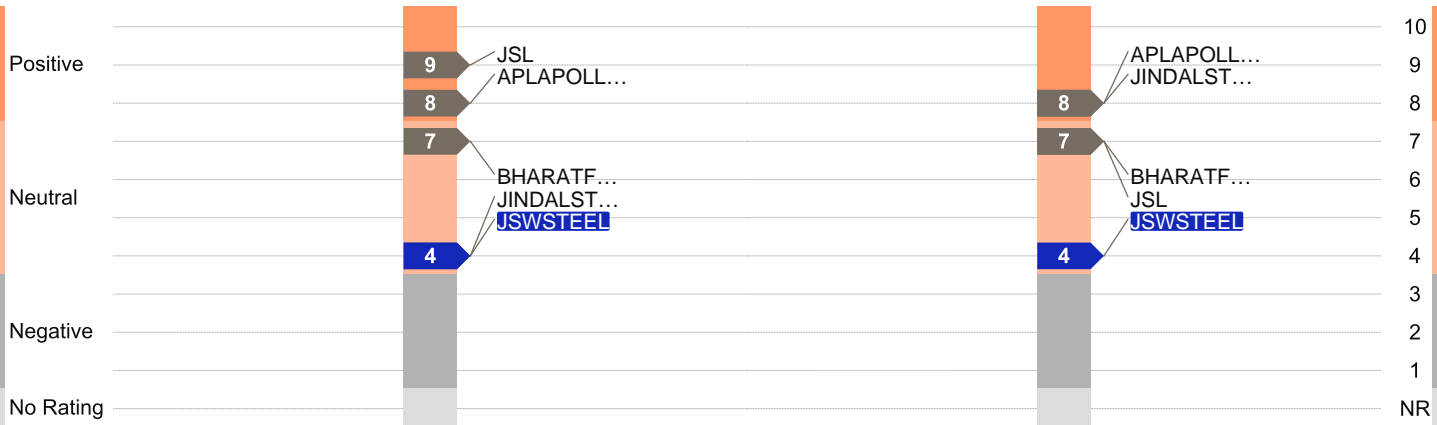 10
Positive
9
JSL
APLAPOLL…
8
7
BHARATF…
JINDALST…
JSWSTEEL
4
APLAPOLL…
JINDALST…
8
7
BHARATF…
JSL
JSWSTEEL
4
9
8
7
6
Neutral
5
4
3
Negative
2
1
No Rating
NR